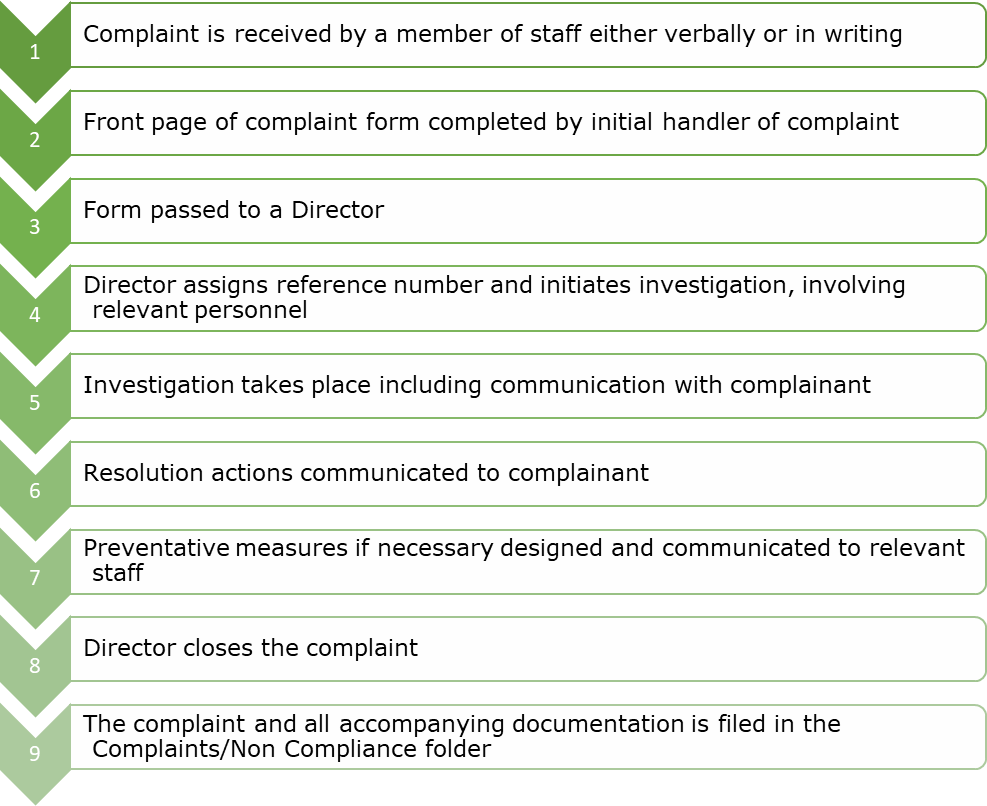 1
Complaint is received by a member of staff either verbally or in writing
2
Front page of complaint form completed by initial handler of complaint
3
Form passed to a Director
4
Director assigns reference number and initiates investigation, involving
relevant personnel
5
Investigation takes place including communication with complainant
6
Resolution actions communicated to complainant
7
Preventative measures if necessary designed and communicated to relevant
staff
8
Director closes the complaint
9
The complaint and all accompanying documentation is filed in the
Complaints/Non Compliance folder